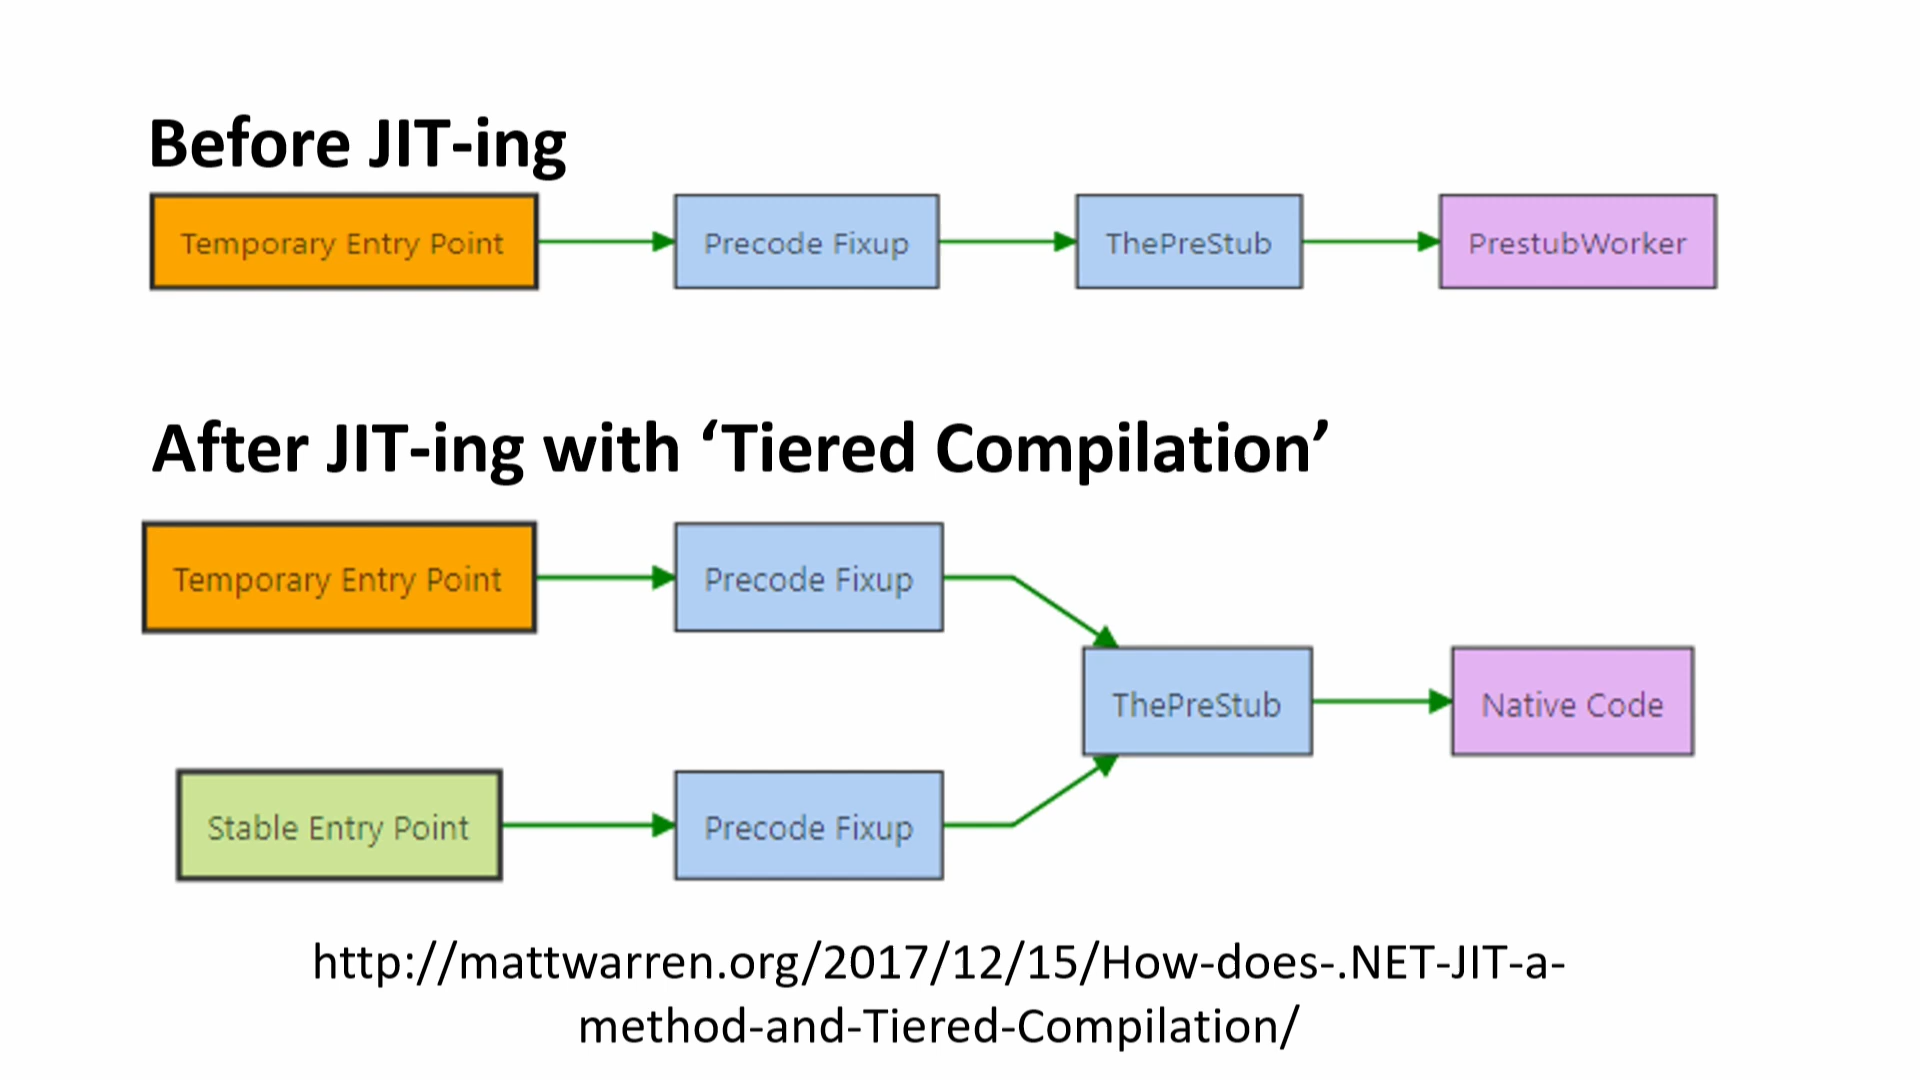 Before JIT-ing
Temporary Entry Point
Precode Fixup
ThePreStub
PrestubWorker
After JIT-ing with ‘Tiered Compilation’
Temporary Entry Point
Precode Fixup
ThePreStub
Native Code
Stable Entry Point
Precode Fixup
http://mattwarren.org/2017/12/15/How-does-.NET-JIT-a-
method-and-Tiered-Compilation/